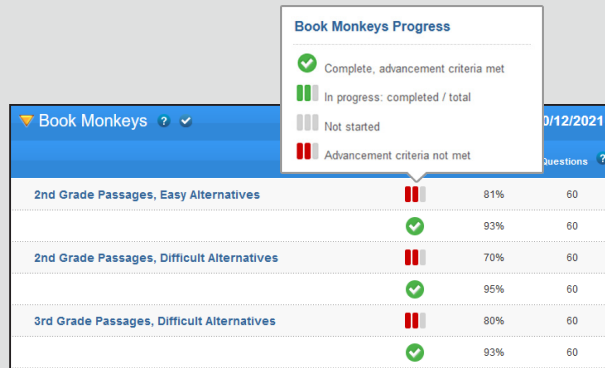 Book Monkeys Progress
Complete, advancement criteria met
In progress: completed / total
Not started
Advancement criteria not met
Book Monkeys ?
0/12/2021
Questions ?
2nd Grade Passages, Easy Alternatives 81% 60
93% 60
2nd Grade Passages, Difficult Alternatives 70% 60
95% 60
3rd Grade Passages, Difficult Alternatives 80% 60
93% 60